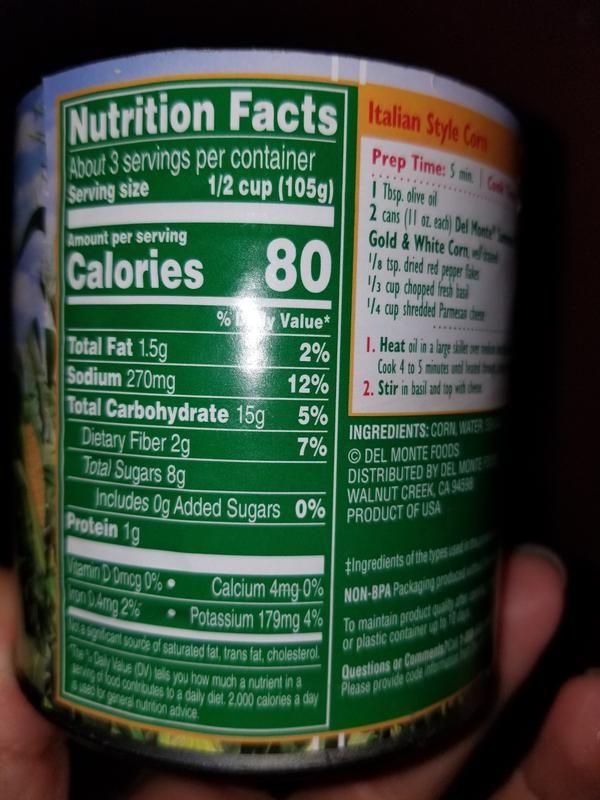 Nutrition Facts
About 3 servings per container
Serving size 1/2 cup (105g)
Amount per serving
Calories 80
% Daily Value*
Total Fat 1.5g 2%
Sodium 270mg 12%
Total Carbohydrate 15g 5%
Dietary Fiber 2g 7%
Total Sugars 8g
Includes 0g Added Sugars 0%
Protein 1g
Vitamin D 0mcg 0% • Calcium 4mg 0%
Iron 0.4mg 2% • Potassium 179mg 4%
Not a significant source of saturated fat, trans fat, cholesterol.
*The % Daily Value (DV) tells you how much a nutrient in a
serving of food contributes to a daily diet. 2,000 calories a day
is used for general nutrition advice.
Italian Style Corn
Prep Time: 5 min. | Cook
1 Tbsp. olive oil
2 cans (11 oz. each) Del Monte®
Gold & White Corn, well drained
1/8 tsp. dried red pepper flakes
1/3 cup chopped fresh basil
1/4 cup shredded Parmesan cheese
1. Heat oil in a large skillet over medium
Cook 4 to 5 minutes until heated through
2. Stir in basil and top with cheese.
INGREDIENTS: CORN, WATER,
© DEL MONTE FOODS
DISTRIBUTED BY DEL MONTE
WALNUT CREEK, CA 94598
PRODUCT OF USA
‡Ingredients of the types used in this
NON-BPA Packaging produced
To maintain product quality after
or plastic container up to
Questions or Comments? Call
Please provide code information